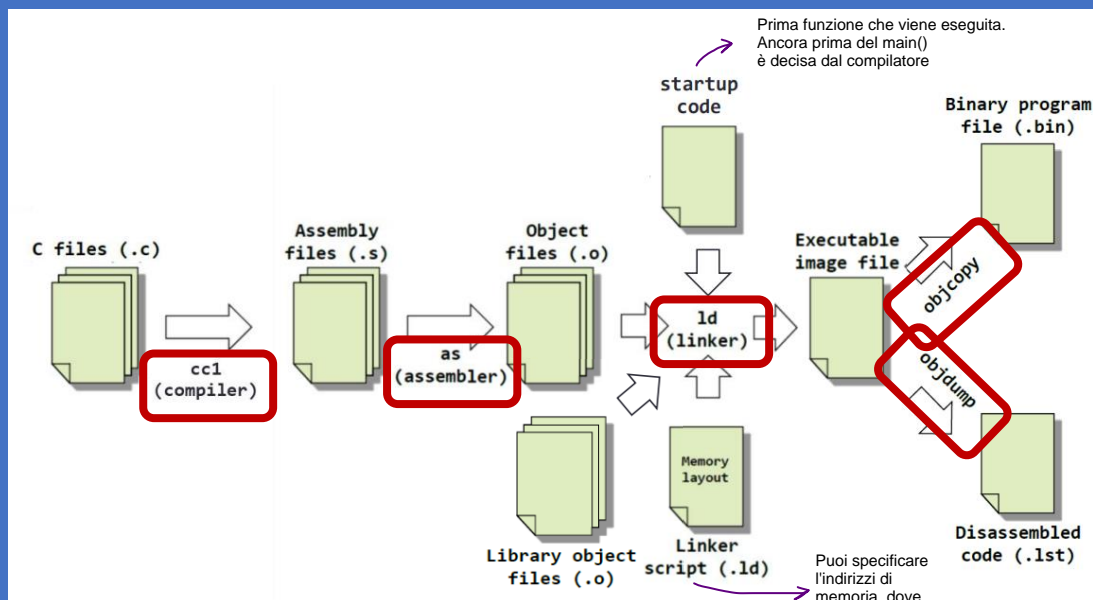 Prima funzione che viene eseguita.
Ancora prima del main()
è decisa dal compilatore
startup
code
Binary program
file (.bin)
C files (.c)
Assembly
files (.s)
Object
files (.o)
Executable
image file
cc1
(compiler)
as
(assembler)
ld
(linker)
objcopy
objdump
Memory
layout
Library object
files (.o)
Linker
script (.ld)
Disassembled
code (.lst)
Puoi specificare
l'indirizzi di
memoria, dove